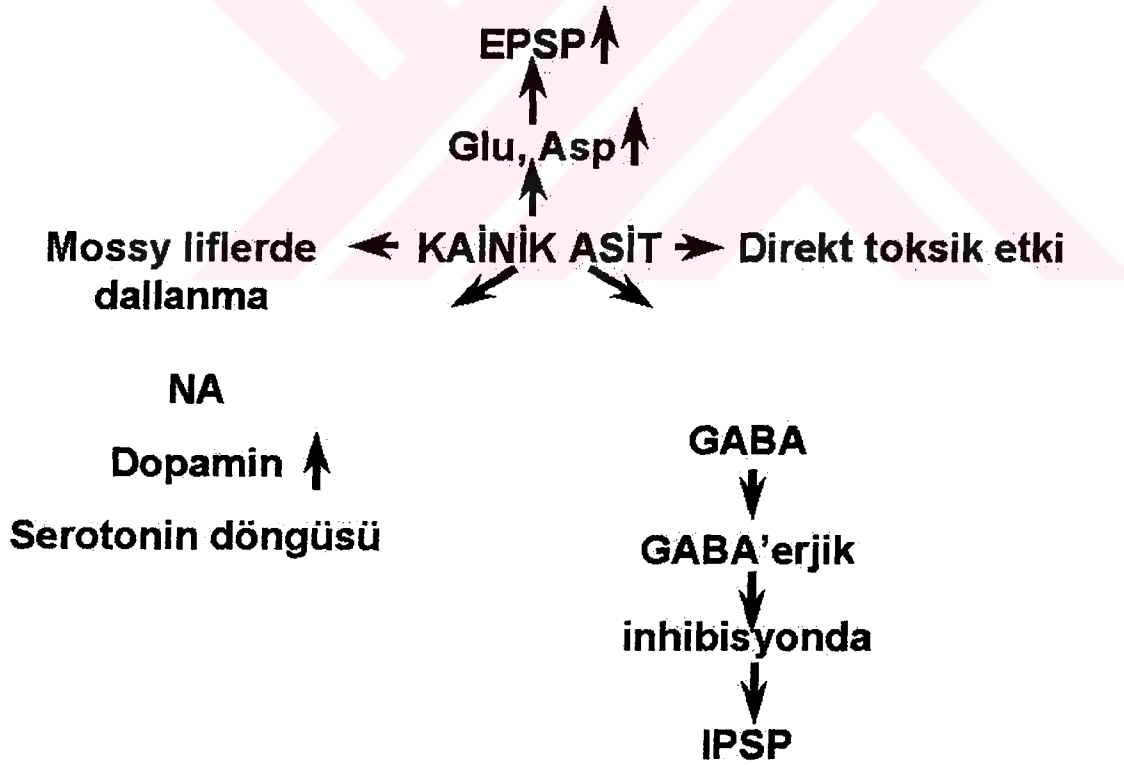 EPSP
Glu, Asp
Mossy liflerde
dallanma
KAİNİK ASİT
Direkt toksik etki
NA
Dopamin
Serotonin döngüsü
GABA
GABA’erjik
inhibisyonda
IPSP